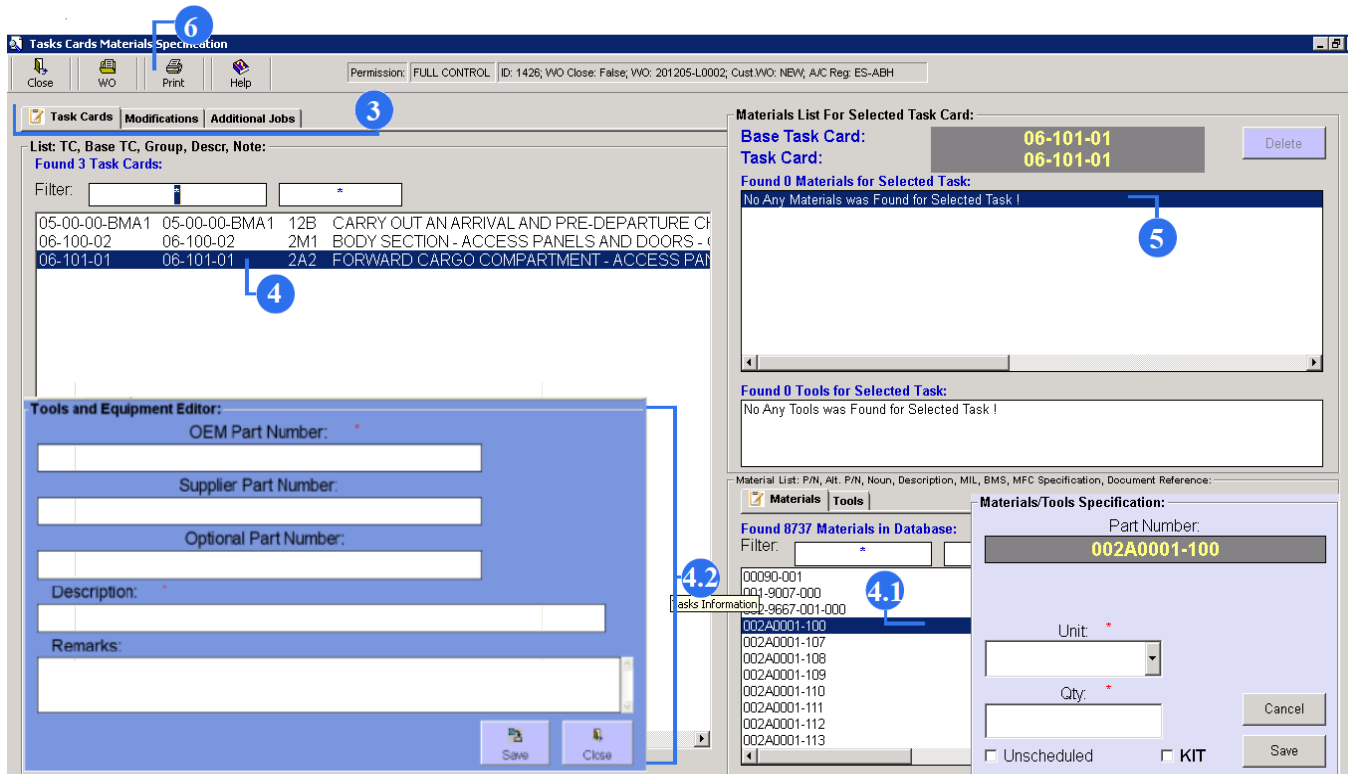 6
Tasks Cards Materials Specification
Close WO Print Help
Permission: FULL CONTROL ID: 1426; WO Close: False; WO: 201205-L0002; Cust.WO: NEW; A/C Reg: ES-ABH
3
Task Cards Modifications Additional Jobs
List: TC, Base TC, Group, Descr, Note:
Found 3 Task Cards:
Filter: * *
05-00-00-BMA1 05-00-00-BMA1 12B CARRY OUT AN ARRIVAL AND PRE-DEPARTURE CH
06-100-02 06-100-02 2M1 BODY SECTION - ACCESS PANELS AND DOORS -
06-101-01 06-101-01 2A2 FORWARD CARGO COMPARTMENT - ACCESS PAN
4
Tools and Equipment Editor:
OEM Part Number: *
Supplier Part Number:
Optional Part Number:
Description: *
Remarks:
Save Close
4.2
Tasks Information
Materials List For Selected Task Card:
Base Task Card: 06-101-01
Task Card: 06-101-01
Delete
Found 0 Materials for Selected Task:
No Any Materials was Found for Selected Task !
5
Found 0 Tools for Selected Task:
No Any Tools was Found for Selected Task !
Material List: P/N, Alt. P/N, Noun, Description, MIL, BMS, MFC Specification, Document Reference:
Materials Tools
Found 8737 Materials in Database:
Filter: *
00090-001
001-9007-000
002-9667-001-000
002A0001-100
002A0001-107
002A0001-108
002A0001-109
002A0001-110
002A0001-111
002A0001-112
002A0001-113
4.1
Materials/Tools Specification:
Part Number:
002A0001-100
Unit: *
Qty: *
Cancel
Unscheduled KIT Save